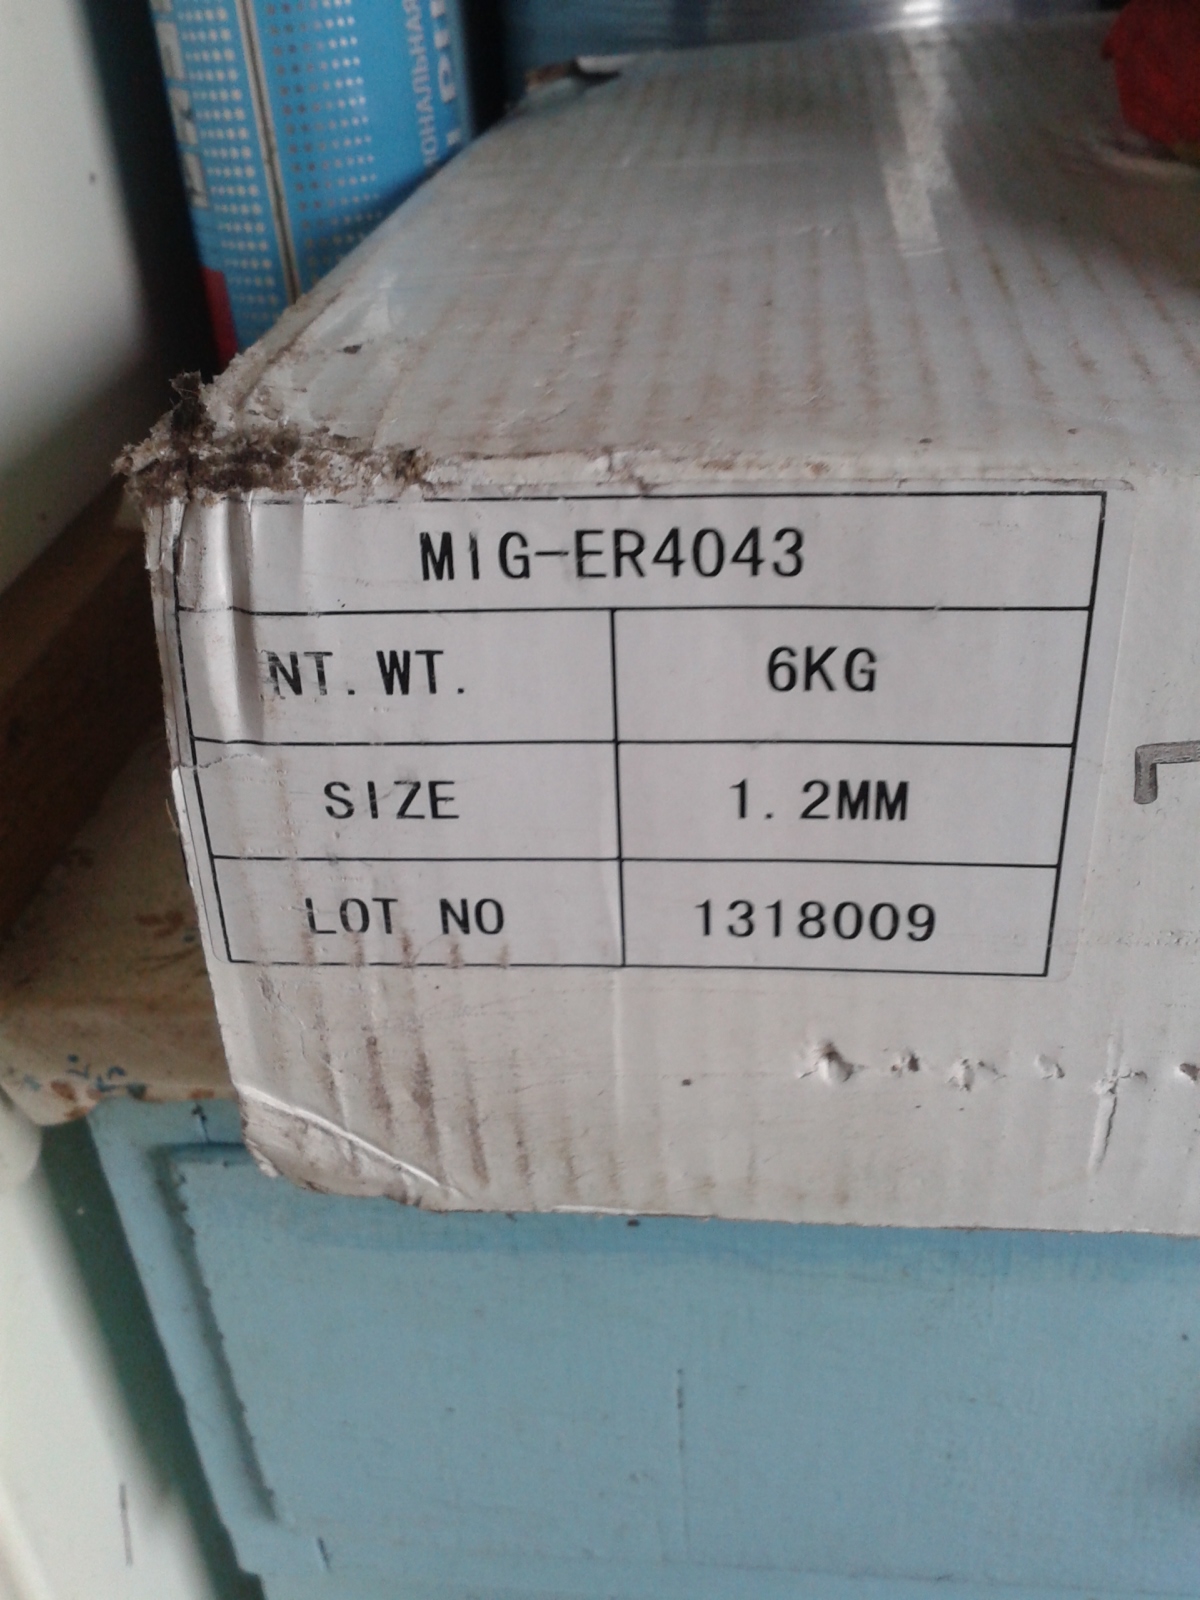 MIG-ER4043
NT.WT. 6KG
SIZE 1.2MM
LOT NO 1318009